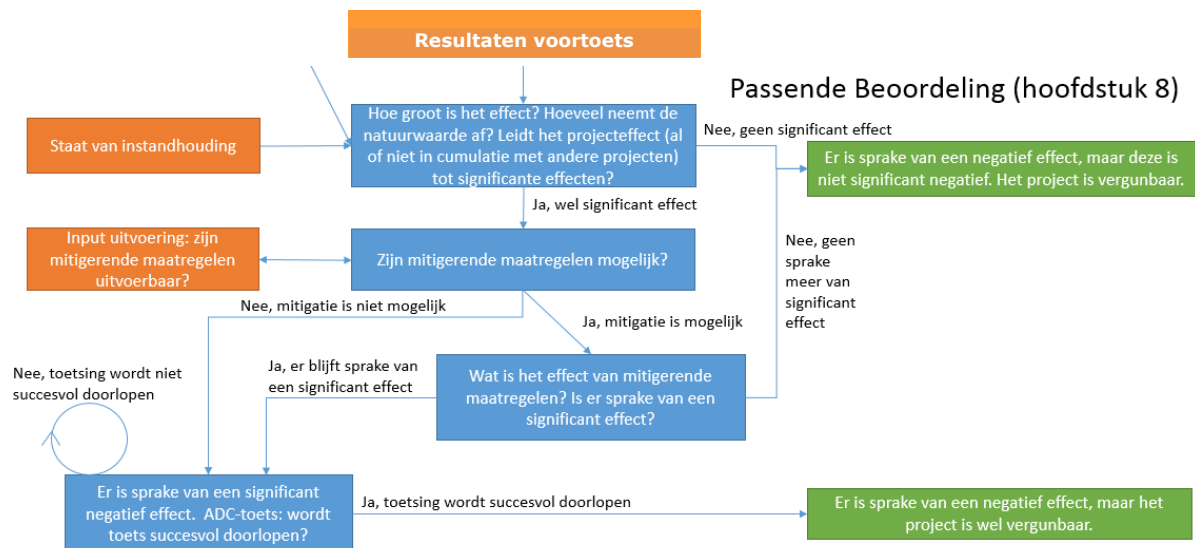 Resultaten voortoets
Passende Beoordeling (hoofdstuk 8)
Hoe groot is het effect? Hoeveel neemt de
natuurwaarde af? Leidt het projecteffect (al
of niet in cumulatie met andere projecten)
tot significante effecten?
Staat van instandhouding
Nee, geen significant effect
Er is sprake van een negatief effect, maar deze is
niet significant negatief. Het project is vergunbaar.
Ja, wel significant effect
Input uitvoering: zijn
mitigerende maatregelen
uitvoerbaar?
Zijn mitigerende maatregelen mogelijk?
Nee, geen
sprake
meer van
significant
effect
Nee, mitigatie is niet mogelijk
Ja, mitigatie is mogelijk
Ja, er blijft sprake van
een significant effect
Wat is het effect van mitigerende
maatregelen? Is er sprake van een
significant effect?
Nee, toetsing wordt niet
succesvol doorlopen
Er is sprake van een significant
negatief effect. ADC-toets: wordt
toets succesvol doorlopen?
Ja, toetsing wordt succesvol doorlopen
Er is sprake van een negatief effect, maar het
project is wel vergunbaar.